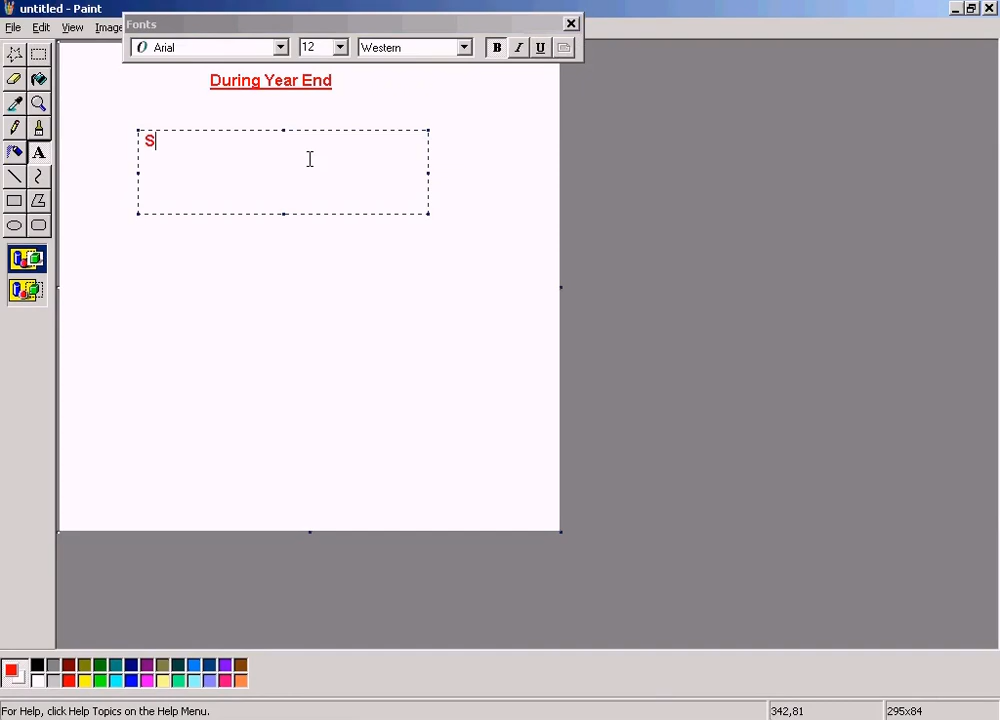 untitled - Paint
File Edit View Image
Fonts
Arial 12 Western B I U
During Year End
S
A
For Help, click Help Topics on the Help Menu. 342,81 295x84